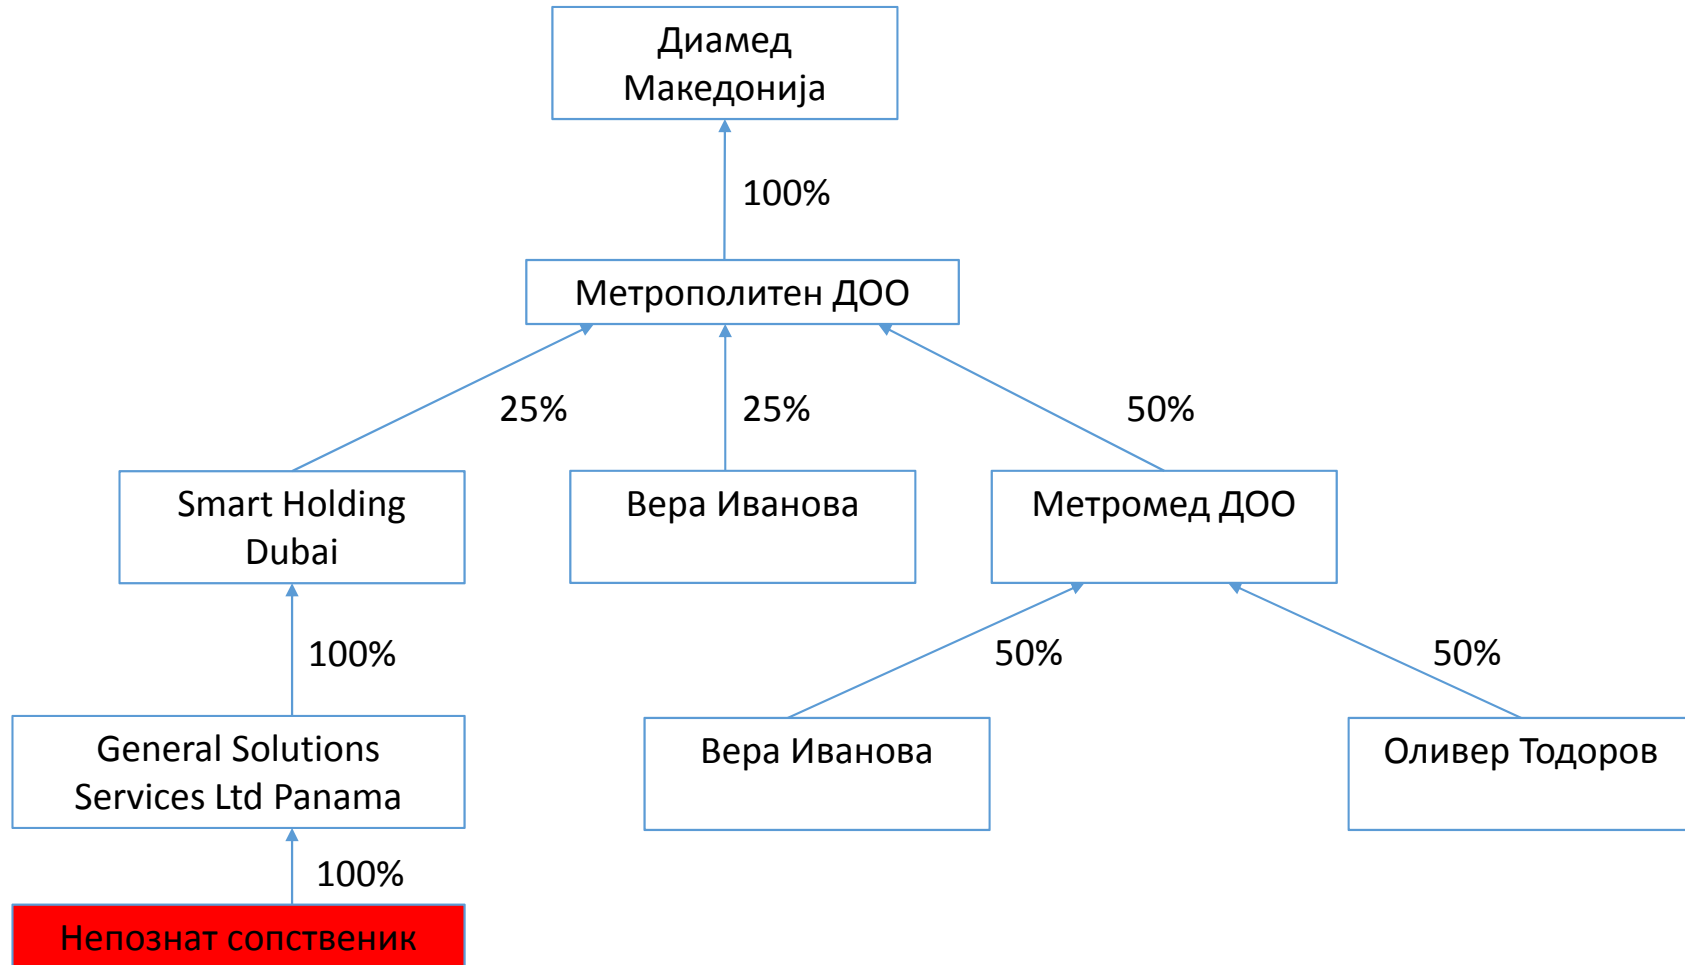 Диамед
Македонија
100%
Метрополитен ДОО
25%
25%
50%
Smart Holding
Dubai
Вера Иванова
Метромед ДОО
100%
50%
50%
General Solutions
Services Ltd Panama
Вера Иванова
Оливер Тодоров
100%
Непознат сопственик